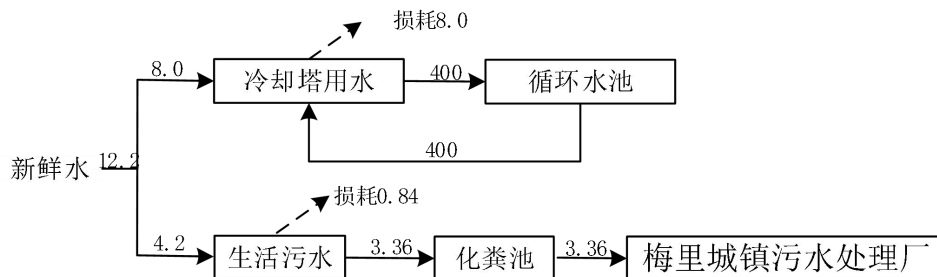 损耗8.0
8.0
冷却塔用水
400
循环水池
400
新鲜水
12.2
损耗0.84
4.2
生活污水
3.36
化粪池
3.36
梅里城镇污水处理厂